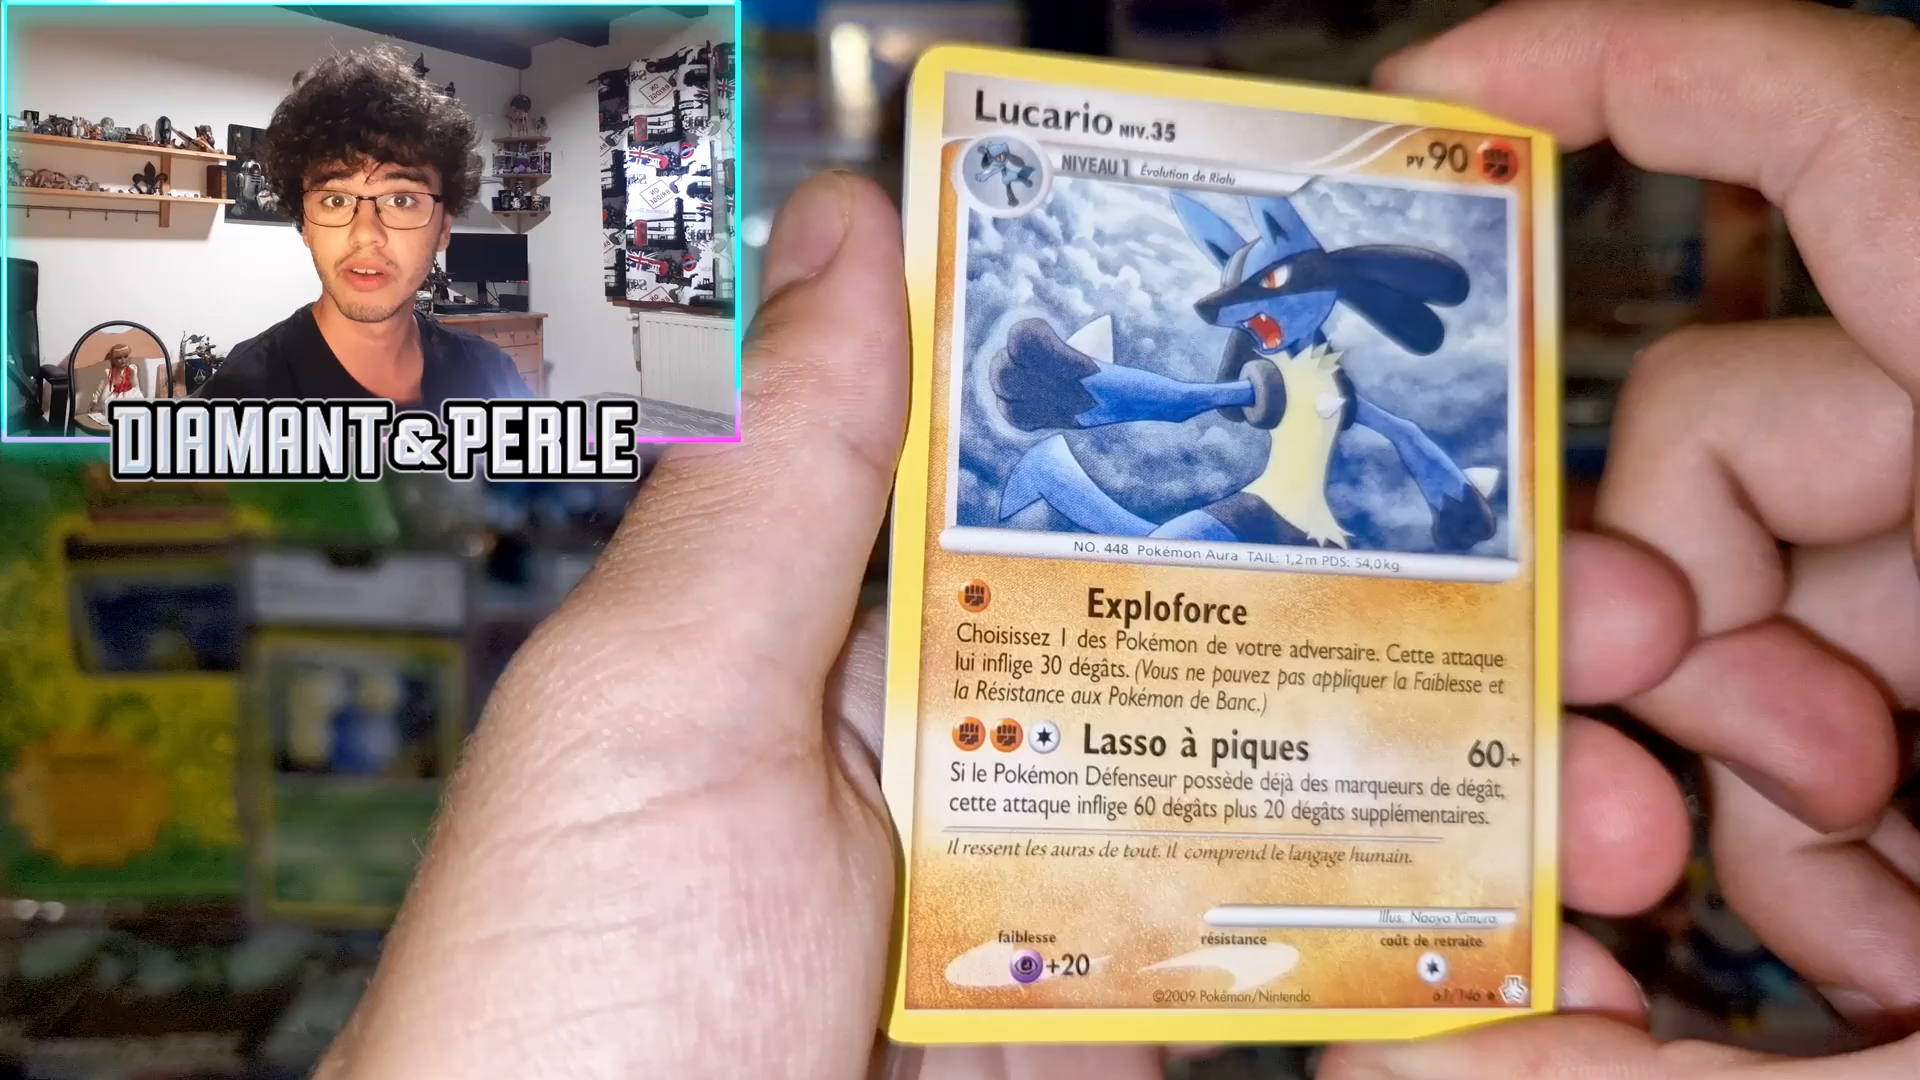 DIAMANT&PERLE
Lucario NIV.35
PV 90
NIVEAU 1 Évolution de Riolu
NO. 448 Pokémon Aura TAIL: 1,2m PDS: 54,0kg
Exploforce
Choisissez 1 des Pokémon de votre adversaire. Cette attaque
lui inflige 30 dégâts. (Vous ne pouvez pas appliquer la Faiblesse et
la Résistance aux Pokémon de Banc.)
Lasso à piques 60+
Si le Pokémon Défenseur possède déjà des marqueurs de dégât,
cette attaque inflige 60 dégâts plus 20 dégâts supplémentaires.
Il ressent les auras de tout. Il comprend le langage humain.
Illus. Naoyo Kimura
faiblesse résistance coût de retraite
+20
©2009 Pokémon/Nintendo 61/146